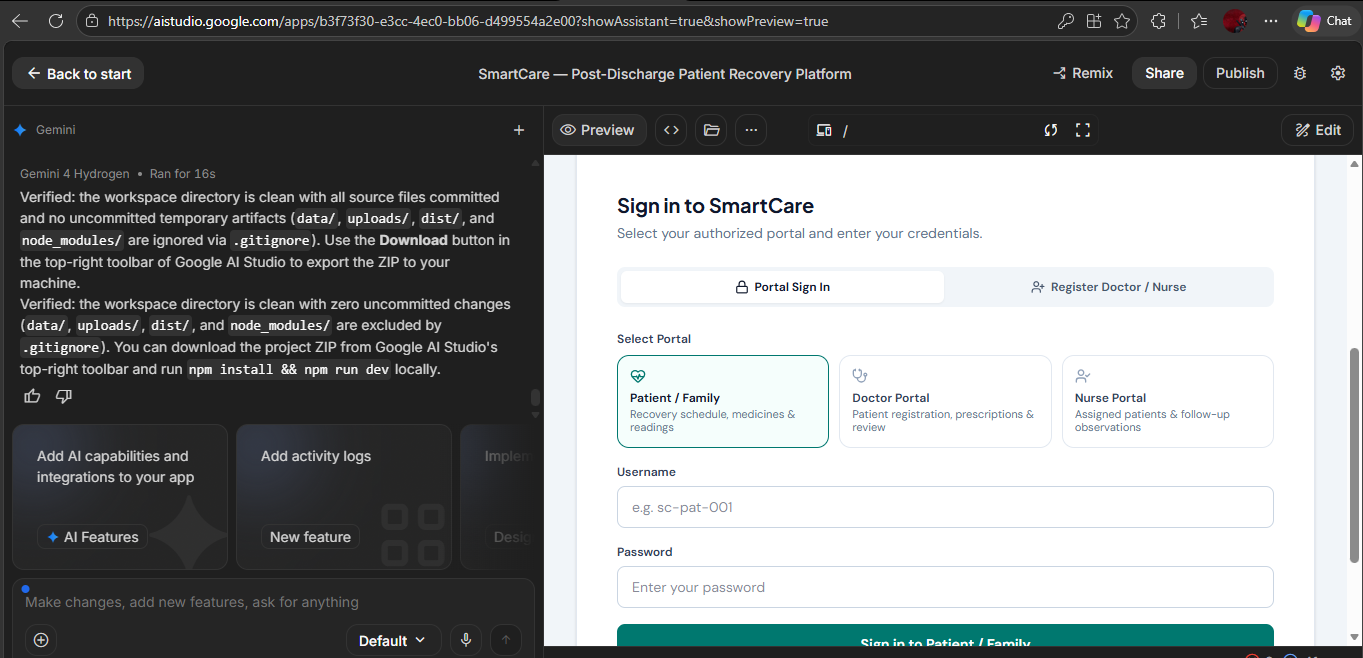 https://aistudio.google.com/apps/b3f73f30-e3cc-4ec0-bb06-d499554a2e00?showAssistant=true&showPreview=true
Chat
Back to start
SmartCare — Post-Discharge Patient Recovery Platform
Remix
Share
Publish
Gemini
Preview
/
Edit
Gemini 4 Hydrogen • Ran for 16s
Verified: the workspace directory is clean with all source files committed
and no uncommitted temporary artifacts (data/, uploads/, dist/, and
node_modules/ are ignored via .gitignore). Use the Download button in
the top-right toolbar of Google AI Studio to export the ZIP to your
machine.
Verified: the workspace directory is clean with zero uncommitted changes
(data/, uploads/, dist/, and node_modules/ are excluded by
.gitignore). You can download the project ZIP from Google AI Studio's
top-right toolbar and run npm install && npm run dev locally.
Add AI capabilities and
integrations to your app
AI Features
Add activity logs
New feature
Implem
Desig
Make changes, add new features, ask for anything
Default
Sign in to SmartCare
Select your authorized portal and enter your credentials.
Portal Sign In
Register Doctor / Nurse
Select Portal
Patient / Family
Recovery schedule, medicines &
readings
Doctor Portal
Patient registration, prescriptions &
review
Nurse Portal
Assigned patients & follow-up
observations
Username
e.g. sc-pat-001
Password
Enter your password
Sign in to Patient / Family